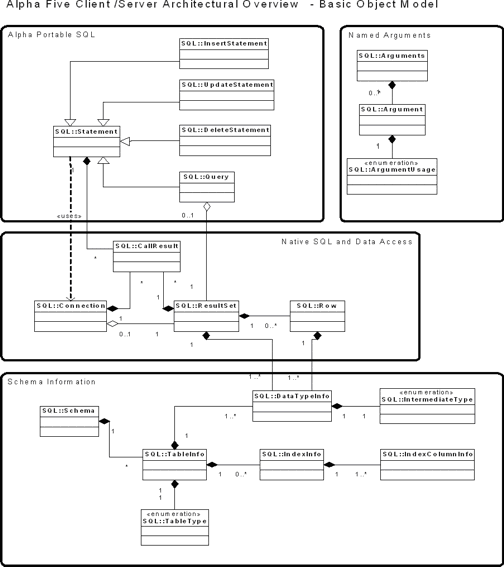 Alpha Five Client /Server Architectural Overview - Basic Object Model
Alpha Portable SQL
Named Arguments
SQL::InsertStatement
SQL::Arguments
SQL::UpdateStatement
0..*
SQL::Argument
SQL::Statement
SQL::DeleteStatement
1
«enumeration»
SQL::ArgumentUsage
1
SQL::Query
«uses»
0..1
Native SQL and Data Access
SQL::CallResult
*
*
*
1
1
SQL::Connection
SQL::ResultSet
SQL::Row
1
0..1
1
1
0..*
1
1
Schema Information
1..*
1..*
SQL::Schema
SQL::DataTypeInfo
«enumeration»
SQL::IntermediateType
1..*
1
1
1
1
*
SQL::TableInfo
SQL::IndexInfo
SQL::IndexColumnInfo
1
0..*
1
1..*
1
1
«enumeration»
SQL::TableType